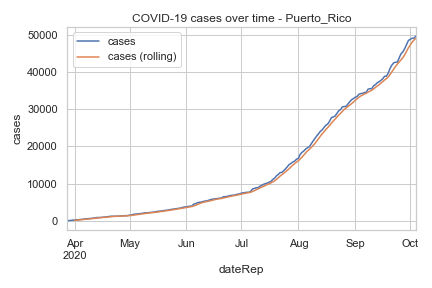 COVID-19 cases over time - Puerto_Rico
cases
cases (rolling)
50000
40000
30000
20000
10000
0
cases
Apr
2020
May
Jun
Jul
Aug
Sep
Oct
dateRep